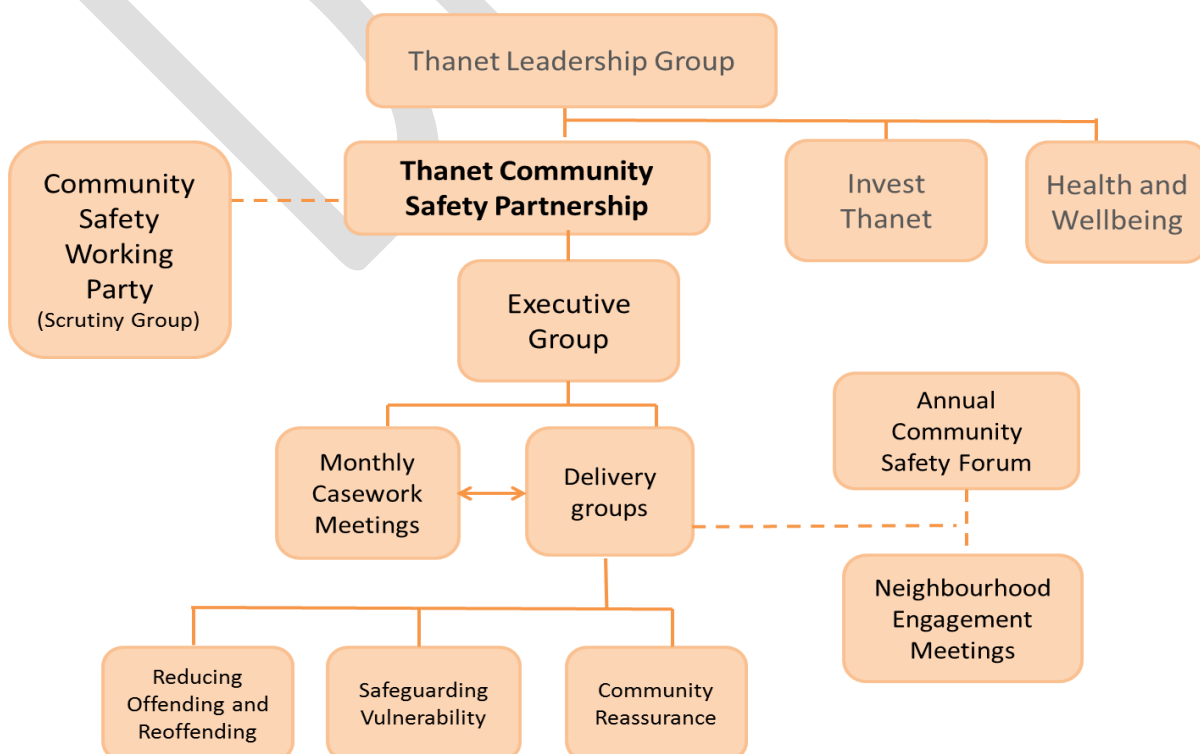 Thanet Leadership Group
Community
Safety
Working
Party
(Scrutiny Group)
Thanet Community
Safety Partnership
Invest
Thanet
Health and
Wellbeing
Executive
Group
Monthly
Casework
Meetings
Delivery
groups
Annual
Community
Safety Forum
Neighbourhood
Engagement
Meetings
Reducing
Offending and
Reoffending
Safeguarding
Vulnerability
Community
Reassurance